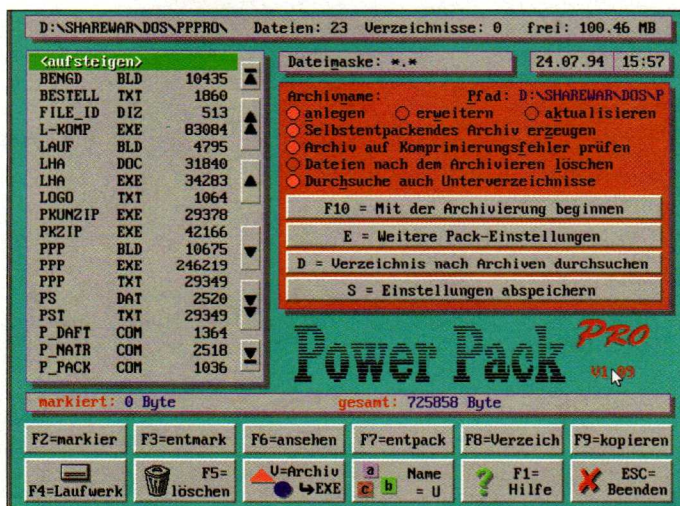 D:\SHAREWAR\DOS\PPPRO\ Dateien: 23 Verzeichnisse: 0 frei: 100.46 MB
<aufsteigen>
BENGD BLD 10435
BESTELL TXT 1860
FILE_ID DIZ 513
L-KOMP EXE 83084
LAUF BLD 4795
LHA DOC 31840
LHA EXE 34283
LOGO TXT 1064
PKUNZIP EXE 29378
PKZIP EXE 42166
PPP BLD 10675
PPP EXE 246219
PPP TXT 29349
PS DAT 2520
PST TXT 29349
P_DAFT COM 1364
P_NATR COM 2518
P_PACK COM 1036
Dateimaske: *.*
24.07.94 15:57
Archivname: Pfad: D:\SHAREWAR\DOS\P
anlegen erweitern aktualisieren
Selbstentpackendes Archiv erzeugen
Archiv auf Komprimierungsfehler prüfen
Dateien nach dem Archivieren löschen
Durchsuche auch Unterverzeichnisse
F10 = Mit der Archivierung beginnen
E = Weitere Pack-Einstellungen
D = Verzeichnis nach Archiven durchsuchen
S = Einstellungen abspeichern
Power Pack PRO
markiert: 0 Byte gesamt: 725858 Byte
F2=markier F3=entmark F6=ansehen F7=entpack F8=Verzeich F9=kopieren
F4=Laufwerk
F5=löschen
V=Archiv ↳EXE
a b c
Name = U
? F1=Hilfe
ESC=Beenden